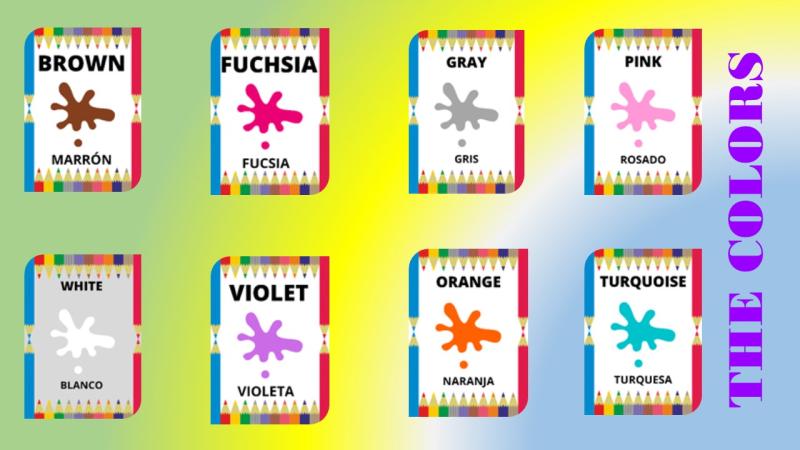 BROWN
MARRÓN
FUCHSIA
FUCSIA
GRAY
GRIS
PINK
ROSADO
WHITE
BLANCO
VIOLET
VIOLETA
ORANGE
NARANJA
TURQUOISE
TURQUESA
THE COLORS